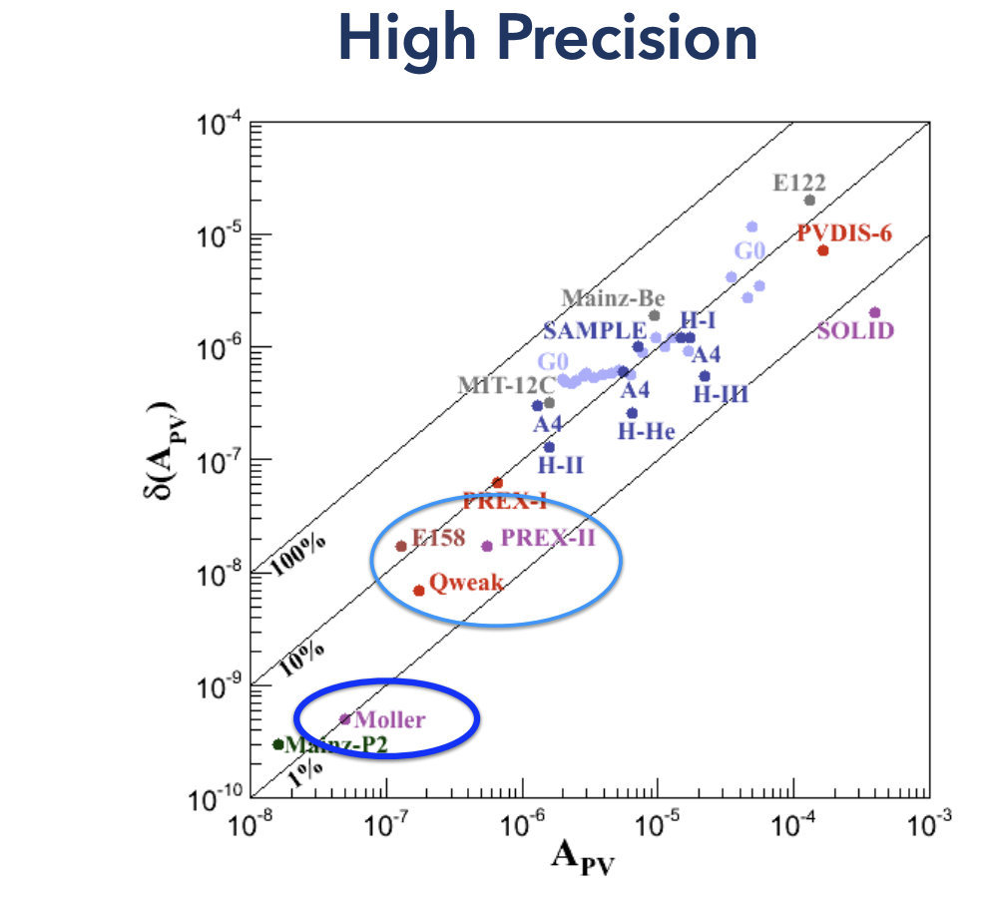 High Precision
10⁻⁴
E122
10⁻⁵
PVDIS-6
G0
Mainz-Be
H-I
SAMPLE
SOLID
10⁻⁶
A4
G0
MIT-12C
A4
H-III
A4
H-He
10⁻⁷
H-II
δ(A_PV)
PREX-I
E158
PREX-II
100%
10⁻⁸
Qweak
10%
10⁻⁹
Moller
Mainz-P2
1%
10⁻¹⁰
10⁻⁸ 10⁻⁷ 10⁻⁶ 10⁻⁵ 10⁻⁴ 10⁻³
A_PV